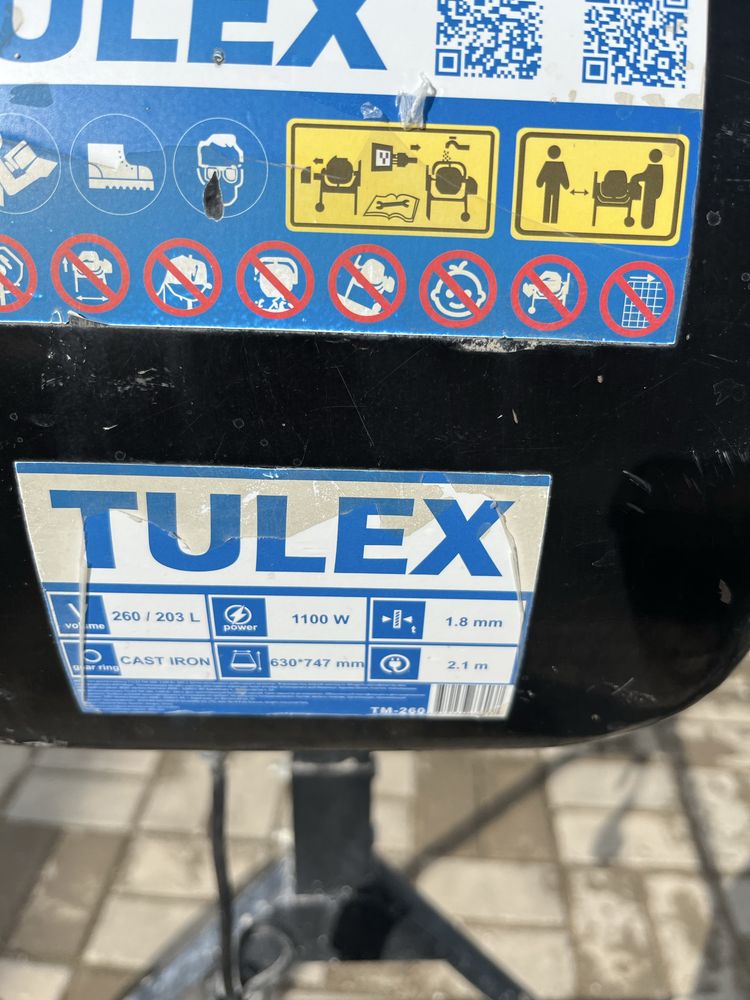 TULEX
TULEX
volume 260 / 203 L power 1100 W t 1.8 mm
gear ring CAST IRON 630*747 mm 2.1 m
TM-260